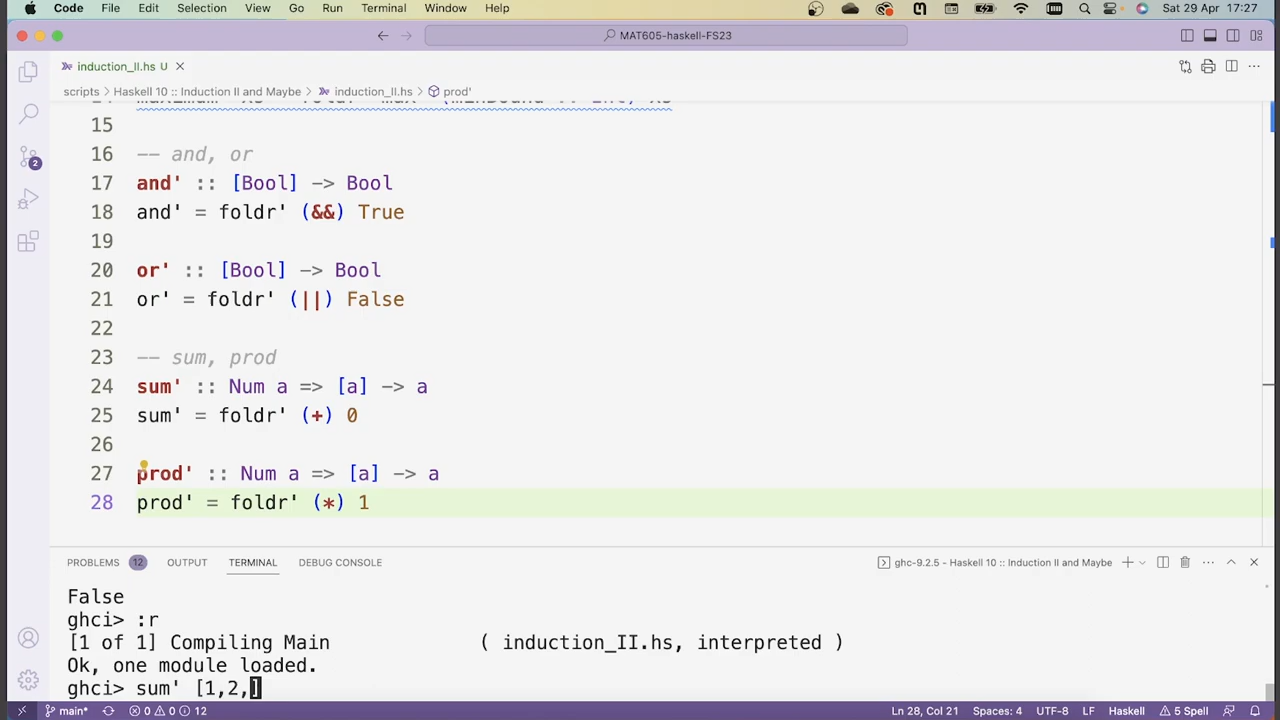 Code File Edit Selection View Go Run Terminal Window Help Sat 29 Apr 17:27
MAT605-haskell-FS23
induction_II.hs U
scripts > Haskell 10 :: Induction II and Maybe > induction_II.hs > prod'
15
16 -- and, or
17 and' :: [Bool] -> Bool
18 and' = foldr' (&&) True
19
20 or' :: [Bool] -> Bool
21 or' = foldr' (||) False
22
23 -- sum, prod
24 sum' :: Num a => [a] -> a
25 sum' = foldr' (+) 0
26
27 prod' :: Num a => [a] -> a
28 prod' = foldr' (*) 1
PROBLEMS 12 OUTPUT TERMINAL DEBUG CONSOLE ghc-9.2.5 - Haskell 10 :: Induction II and Maybe
False
ghci> :r
[1 of 1] Compiling Main ( induction_II.hs, interpreted )
Ok, one module loaded.
ghci> sum' [1,2,]
main* 0 0 12 Ln 28, Col 21 Spaces: 4 UTF-8 LF Haskell 5 Spell
2